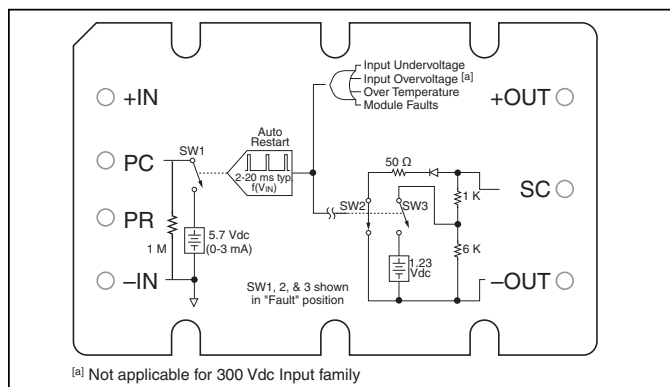 Input Undervoltage
Input Overvoltage [a]
Over Temperature
Module Faults
+IN
+OUT
Auto
Restart
SW1
PC
2-20 ms typ.
f(VIN)
50 Ω
1 K
SC
SW2
SW3
PR
5.7 Vdc
(0-3 mA)
1 M
6 K
1.23
Vdc
–IN
–OUT
SW1, 2, & 3 shown
in "Fault" position
[a] Not applicable for 300 Vdc Input family